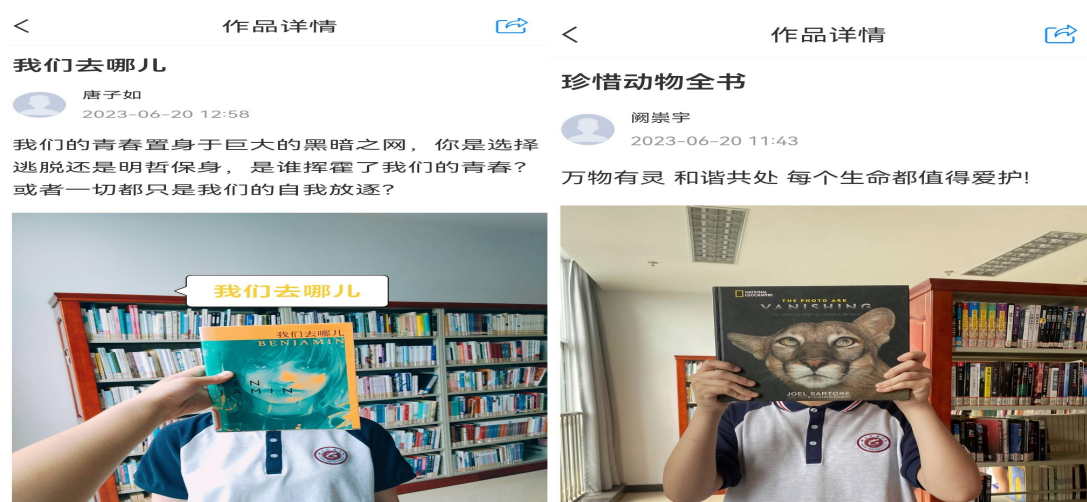 作品详情
我们去哪儿
唐子如
2023-06-20 12:58
我们的青春置身于巨大的黑暗之网，你是选择
逃脱还是明哲保身，是谁挥霍了我们的青春？
或者一切都只是我们的自我放逐？
我们去哪儿
我们去哪儿
BENJAMIN
作品详情
珍惜动物全书
阙崇宇
2023-06-20 11:43
万物有灵 和谐共处 每个生命都值得爱护!
NATIONAL
GEOGRAPHIC
THE PHOTO ARK
VANISHING
JOEL SARTORE